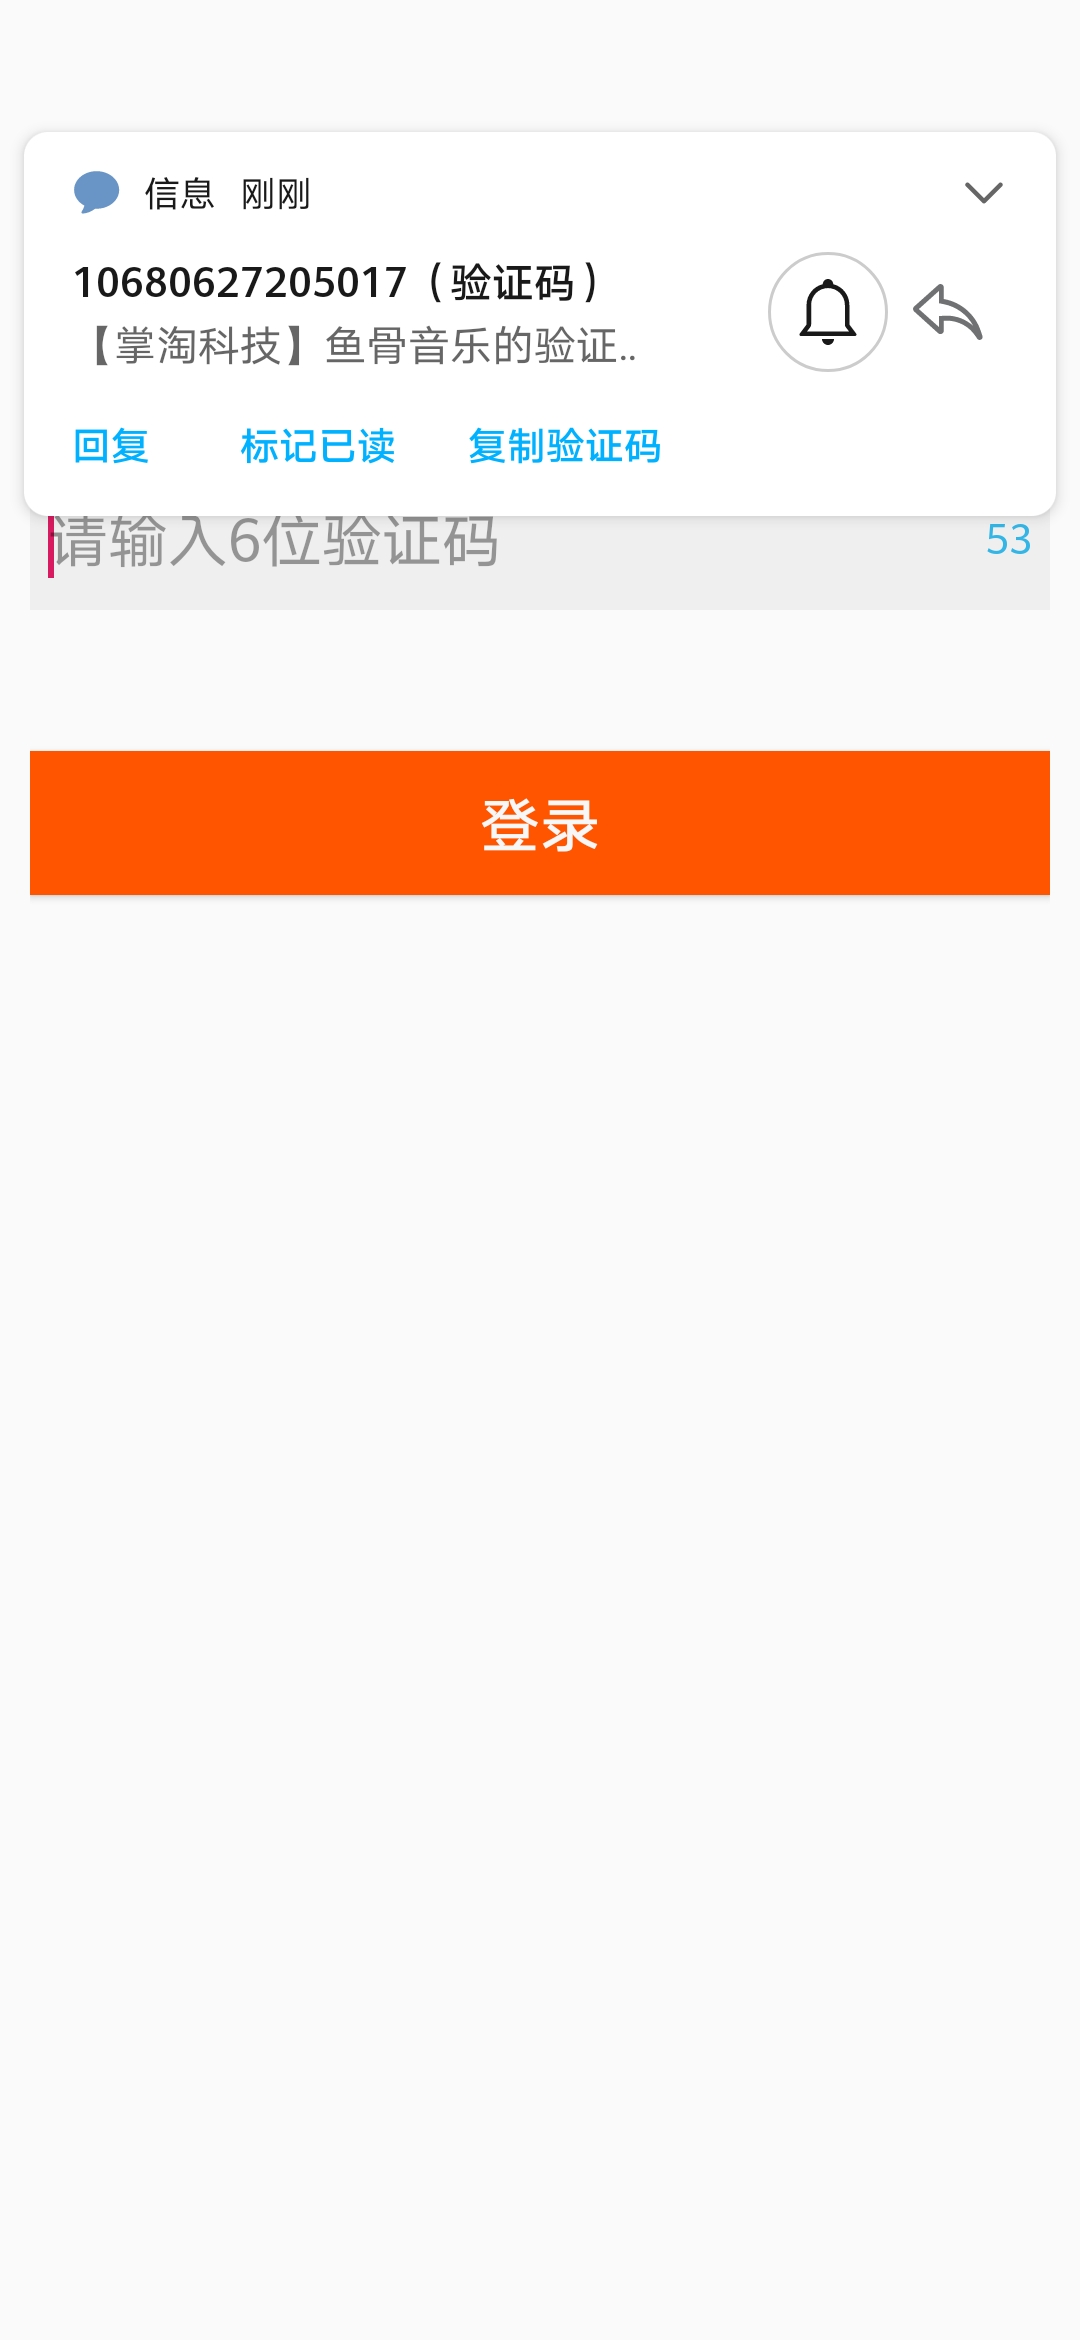 信息 刚刚
10680627205017（验证码）
【掌淘科技】鱼骨音乐的验证..
回复 标记已读 复制验证码
请输入6位验证码 53
登录